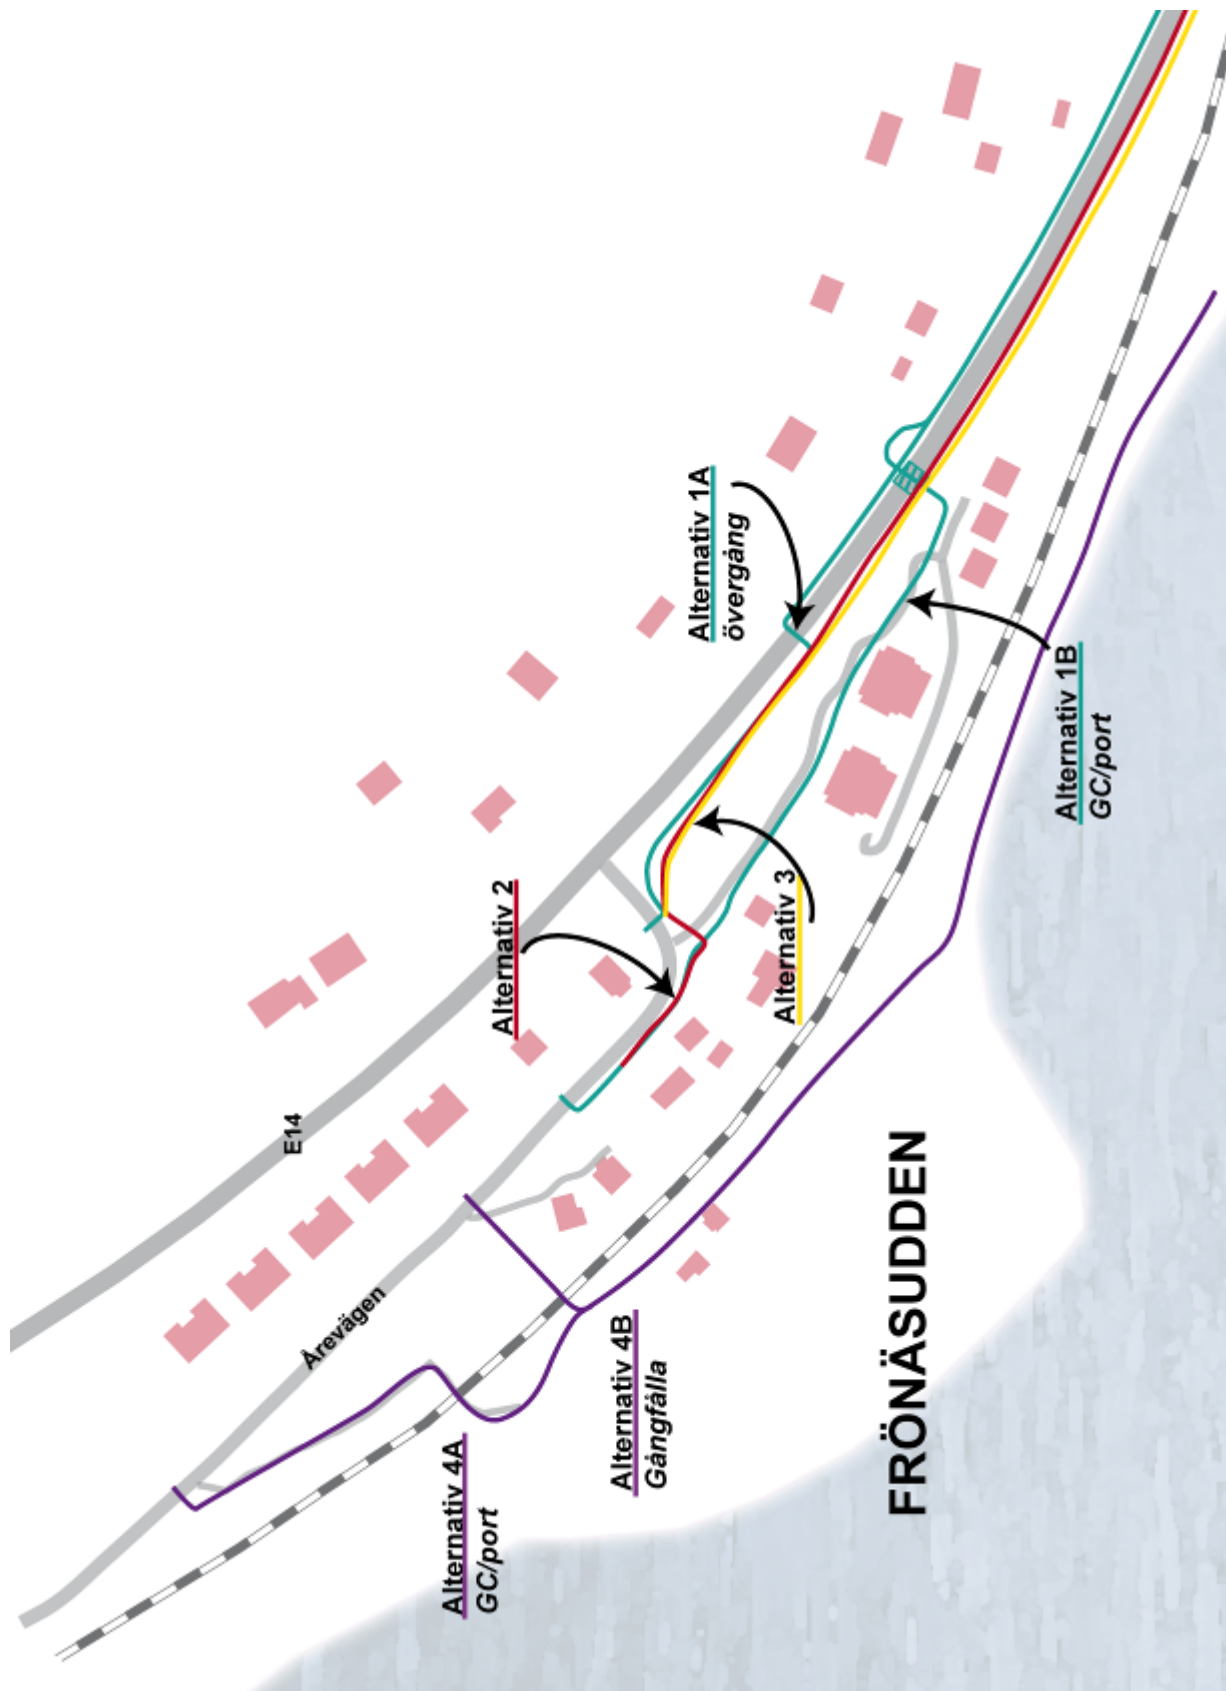 E14
Årevägen
Alternativ 4A
GC/port
Alternativ 4B
Gångfålla
Alternativ 2
Alternativ 3
Alternativ 1A
övergång
Alternativ 1B
GC/port
FRÖNÄSUDDEN